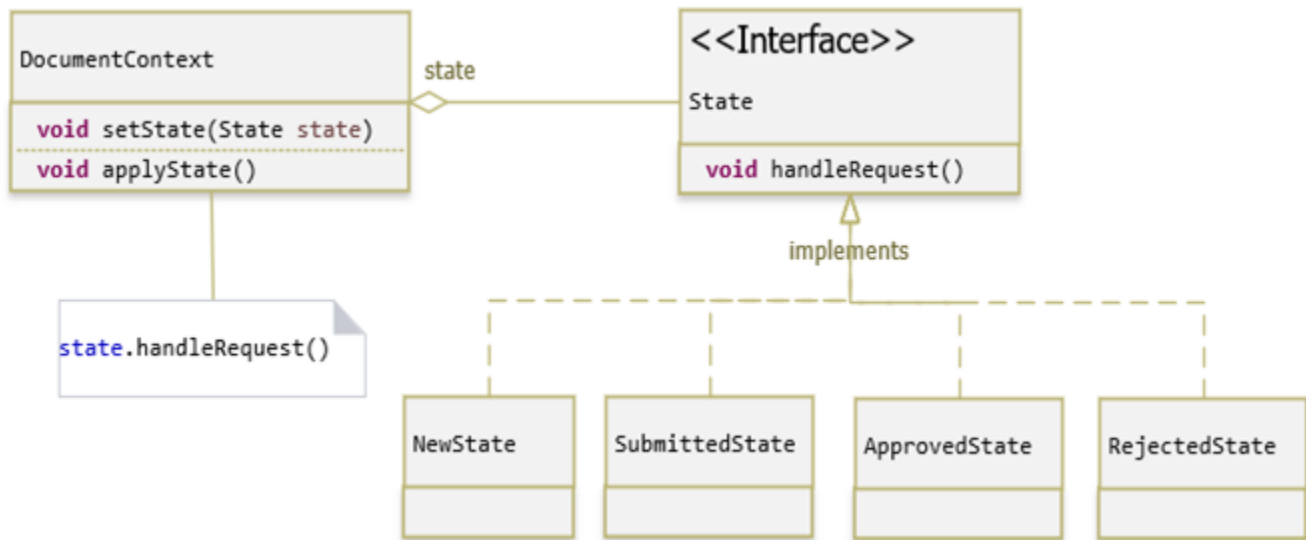 DocumentContext
void setState(State state)
void applyState()
state
<<Interface>>
State
void handleRequest()
implements
state.handleRequest()
NewState
SubmittedState
ApprovedState
RejectedState